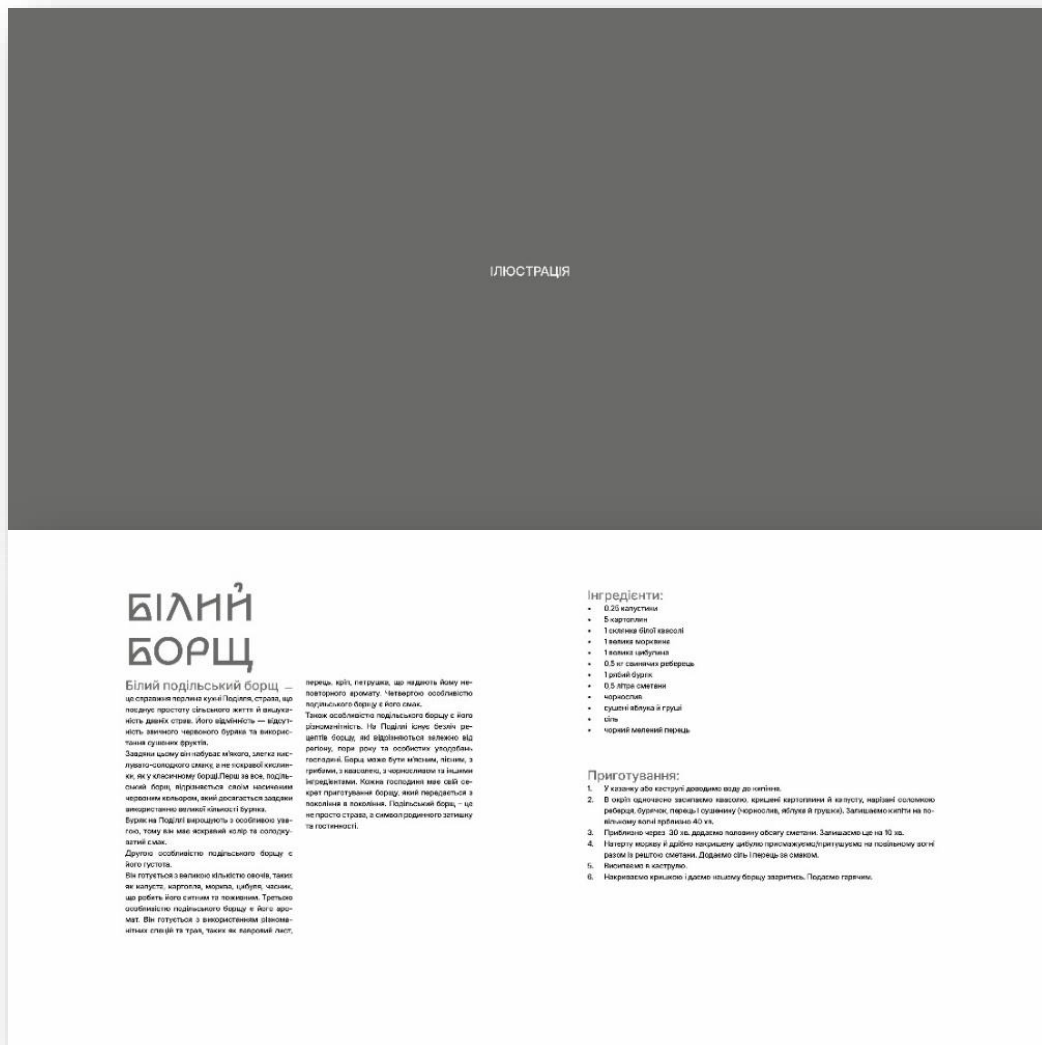 ІЛЮСТРАЦІЯ
БІЛИЙ
БОРЩ
Білий подільський борщ —
це справжня перлина кухні Поділля, страва, що
поєднує простоту сільського життя й вишука-
ність давніх страв. Його відмінність — відсут-
ність звичного червоного буряка та викорис-
тання сушених фруктів.
Завдяки цьому він набуває м'якого, злегка кис-
лувато-солодкого смаку, а не яскравої кислин-
ки, як у класичному борщі.Перш за все, поділь-
ський борщ відрізняється своїм насиченим
червоним кольором, який досягається завдяки
використанню великої кількості буряка.
Буряк на Поділлі вирощують з особливою ува-
гою, тому він має яскравий колір та солодку-
ватий смак.
Другою особливістю подільського борщу є
його густота.
Він готується з великою кількістю овочів, таких
як капуста, картопля, морква, цибуля, часник,
що робить його ситним та поживним. Третьою
особливістю подільського борщу є його аро-
мат. Він готується з використанням різнома-
нітних спецій та трав, таких як лавровий лист,
перець, кріп, петрушка, що надають йому не-
повторного аромату. Четвертою особливістю
подільського борщу є його смак.
Також особливістю подільського борщу є його
різноманітність. На Поділлі існує безліч ре-
цептів борщу, які відрізняються залежно від
регіону, пори року та особистих уподобань
господині. Борщ може бути м'ясним, пісним, з
грибами, з квасолею, з чорносливом та іншими
інгредієнтами. Кожна господиня має свій се-
крет приготування борщу, який передається з
покоління в покоління. Подільський борщ – це
не просто страва, а символ родинного затишку
та гостинності.
Інгредієнти:
• 0.25 капустини
• 5 картоплин
• 1 склянка білої квасолі
• 1 велика морквина
• 1 велика цибулина
• 0.5 кг свинячих реберець
• 1 рябий буряк
• 0,5 літра сметани
• чорнослив
• сушені яблука й груші
• сіль
• чорний мелений перець
Приготування:
1. У казанку або каструлі доводимо воду до кипіння.
2. В окріп одночасно засипаємо квасолю, кришені картоплини й капусту, нарізані соломкою
реберця, бурячок, перець і сушенину (чорнослив, яблука й грушки). Залишаємо кипіти на по-
вільному вогні прблизно 40 хв.
3. Приблизно через 30 хв. додаємо половину обсягу сметани. Залишаємо ще на 10 хв.
4. Натерту моркву й дрібно накришену цибулю присмажуємо/притушуємо на повільному вогні
разом із рештою сметани. Додаємо сіль і перець за смаком.
5. Висипаємо в каструлю.
6. Накриваємо кришкою і даємо нашому борщу зваритись. Подаємо гарячим.